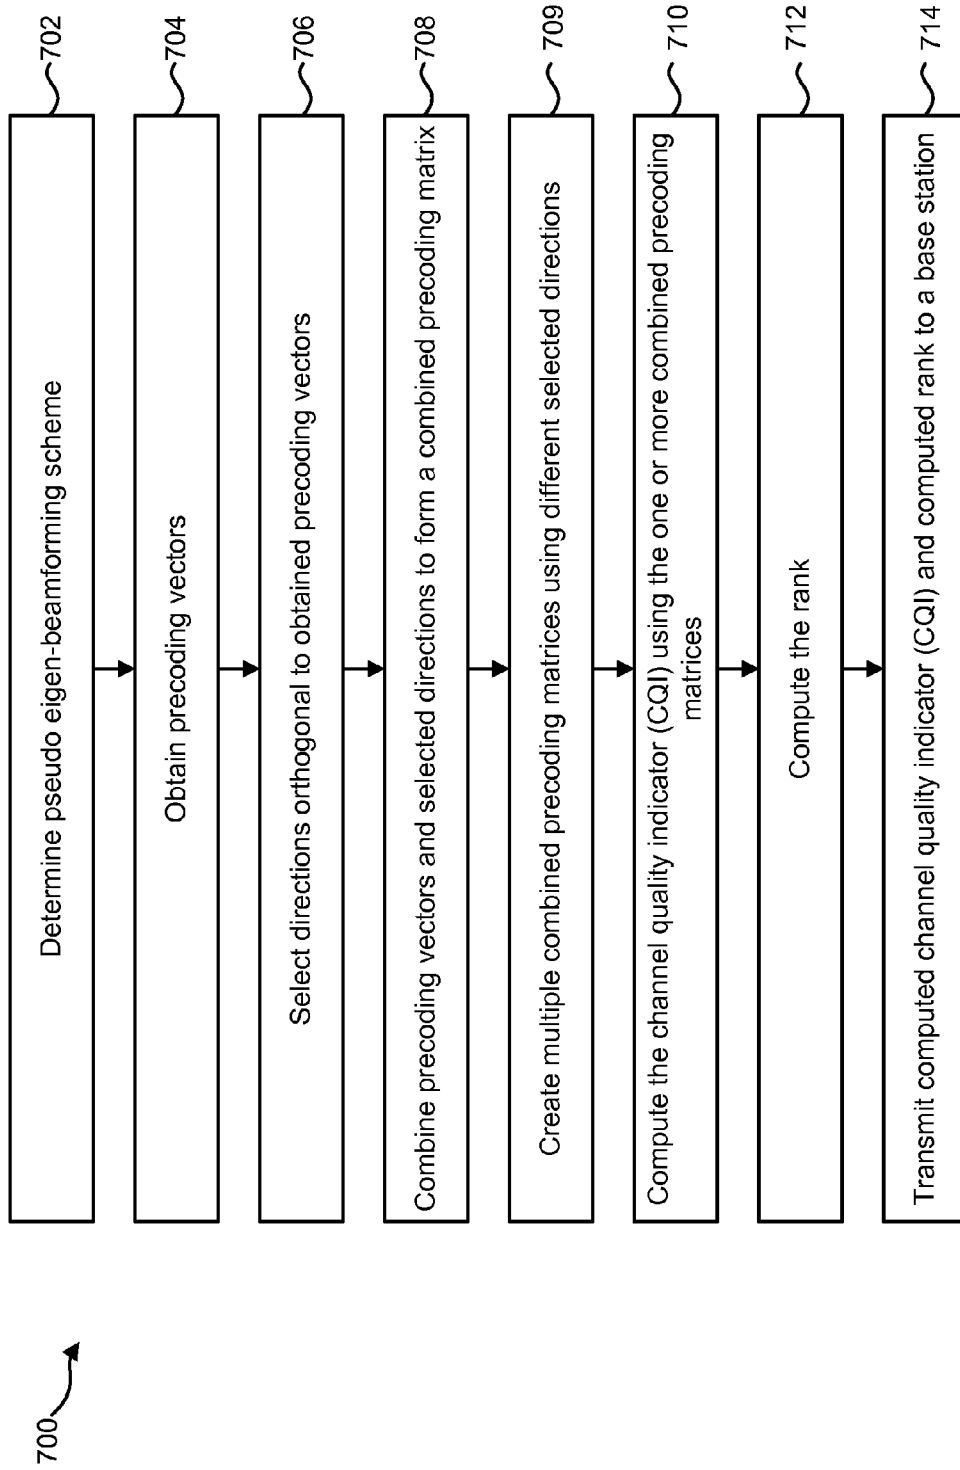 700
Determine pseudo eigen-beamforming scheme
702
Obtain precoding vectors
704
Select directions orthogonal to obtained precoding vectors
706
Combine precoding vectors and selected directions to form a combined precoding matrix
708
Create multiple combined precoding matrices using different selected directions
709
Compute the channel quality indicator (CQI) using the one or more combined precoding
matrices
710
Compute the rank
712
Transmit computed channel quality indicator (CQI) and computed rank to a base station
714